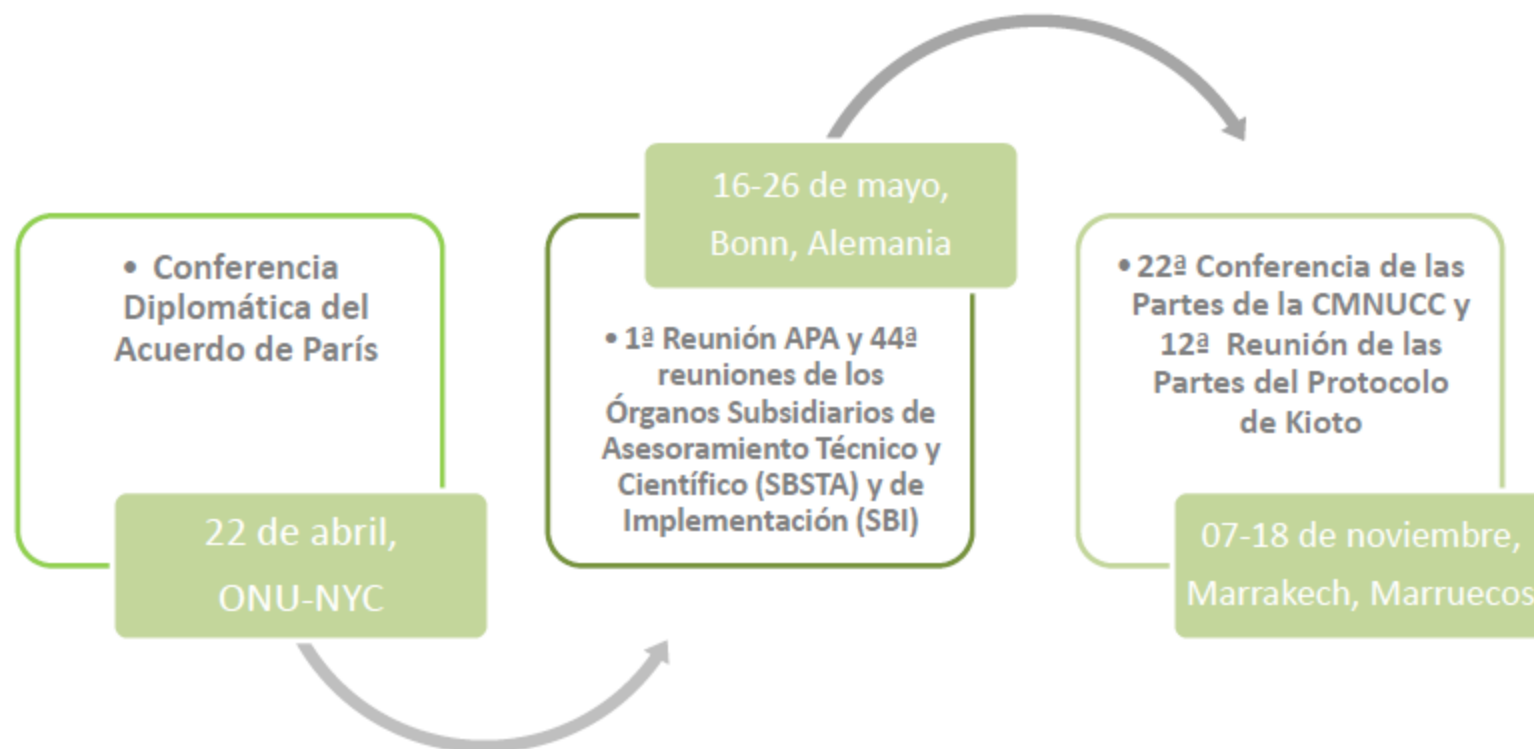 • Conferencia
Diplomática del
Acuerdo de París
22 de abril,
ONU-NYC
16-26 de mayo,
Bonn, Alemania
• 1ª Reunión APA y 44ª
reuniones de los
Órganos Subsidiarios de
Asesoramiento Técnico y
Científico (SBSTA) y de
Implementación (SBI)
• 22ª Conferencia de las
Partes de la CMNUCC y
12ª Reunión de las
Partes del Protocolo
de Kioto
07-18 de noviembre,
Marrakech, Marruecos